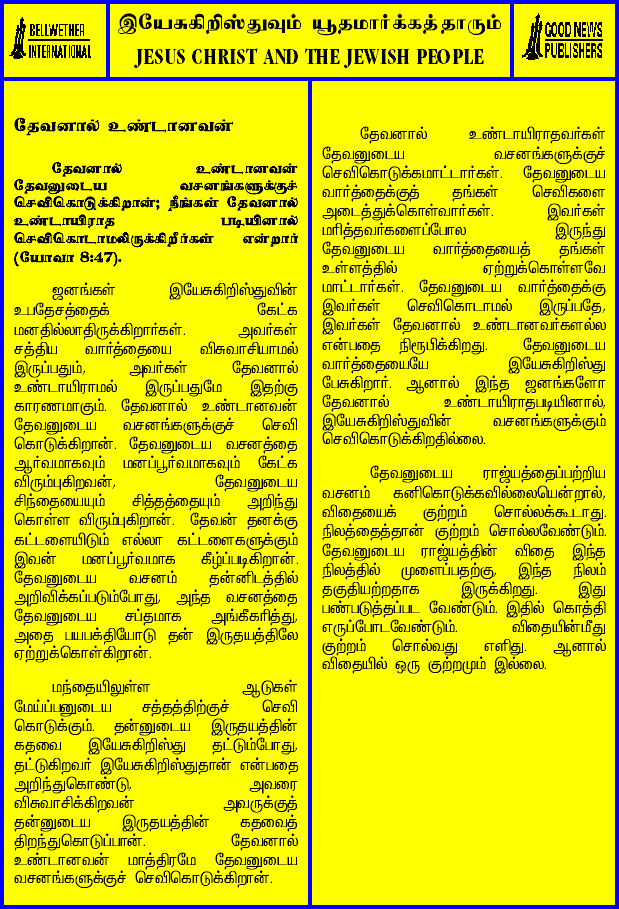 BELLWETHER
INTERNATIONAL
இயேசுகிறிஸ்துவும் யூதமார்க்கத்தாரும்
JESUS CHRIST AND THE JEWISH PEOPLE
GOOD NEWS
PUBLISHERS
தேவனால் உண்டானவன்
தேவனால் உண்டானவன்
தேவனுடைய வசனங்களுக்குச்
செவிகொடுக்கிறான்; நீங்கள் தேவனால்
உண்டாயிராத படியினால்
செவிகொடாமலிருக்கிறீர்கள் என்றார்
(யோவா 8:47).
ஜனங்கள் இயேசுகிறிஸ்துவின்
உபதேசத்தைக் கேட்க
மனதில்லாதிருக்கிறார்கள். அவர்கள்
சத்திய வார்த்தையை விசுவாசியாமல்
இருப்பதும், அவர்கள் தேவனால்
உண்டாயிராமல் இருப்பதுமே இதற்கு
காரணமாகும். தேவனால் உண்டானவன்
தேவனுடைய வசனங்களுக்குச் செவி
கொடுக்கிறான். தேவனுடைய வசனத்தை
ஆர்வமாகவும் மனப்பூர்வமாகவும் கேட்க
விரும்புகிறவன், தேவனுடைய
சிந்தையையும் சித்தத்தையும் அறிந்து
கொள்ள விரும்புகிறான். தேவன் தனக்கு
கட்டளையிடும் எல்லா கட்டளைகளுக்கும்
இவன் மனப்பூர்வமாக கீழ்ப்படிகிறான்.
தேவனுடைய வசனம் தன்னிடத்தில்
அறிவிக்கப்படும்போது, அந்த வசனத்தை
தேவனுடைய சப்தமாக அங்கீகரித்து,
அதை பயபக்தியோடு தன் இருதயத்திலே
ஏற்றுக்கொள்கிறான்.
மந்தையிலுள்ள ஆடுகள்
மேய்ப்பனுடைய சத்தத்திற்குச் செவி
கொடுக்கும். தன்னுடைய இருதயத்தின்
கதவை இயேசுகிறிஸ்து தட்டும்போது,
தட்டுகிறவர் இயேசுகிறிஸ்துதான் என்பதை
அறிந்துகொண்டு, அவரை
விசுவாசிக்கிறவன் அவருக்குத்
தன்னுடைய இருதயத்தின் கதவைத்
திறந்துகொடுப்பான். தேவனால்
உண்டானவன் மாத்திரமே தேவனுடைய
வசனங்களுக்குச் செவிகொடுக்கிறான்.
தேவனால் உண்டாயிராதவர்கள்
தேவனுடைய வசனங்களுக்குச்
செவிகொடுக்கமாட்டார்கள். தேவனுடைய
வார்த்தைக்குத் தங்கள் செவிகளை
அடைத்துக்கொள்வார்கள். இவர்கள்
மரித்தவர்களைப்போல இருந்து
தேவனுடைய வார்த்தையைத் தங்கள்
உள்ளத்தில் ஏற்றுக்கொள்ளவே
மாட்டார்கள். தேவனுடைய வார்த்தைக்கு
இவர்கள் செவிகொடாமல் இருப்பதே,
இவர்கள் தேவனால் உண்டானவர்களல்ல
என்பதை நிரூபிக்கிறது. தேவனுடைய
வார்த்தையையே இயேசுகிறிஸ்து
பேசுகிறார். ஆனால் இந்த ஜனங்களோ
தேவனால் உண்டாயிராதபடியினால்,
இயேசுகிறிஸ்துவின் வசனங்களுக்கும்
செவிகொடுக்கிறதில்லை.
தேவனுடைய ராஜ்யத்தைப்பற்றிய
வசனம் கனிகொடுக்கவில்லையென்றால்,
விதையைக் குற்றம் சொல்லக்கூடாது.
நிலத்தைத்தான் குற்றம் சொல்லவேண்டும்.
தேவனுடைய ராஜ்யத்தின் விதை இந்த
நிலத்தில் முளைப்பதற்கு, இந்த நிலம்
தகுதியற்றதாக இருக்கிறது. இது
பண்படுத்தப்பட வேண்டும். இதில் கொத்தி
எருப்போடவேண்டும். விதையின்மீது
குற்றம் சொல்வது எளிது. ஆனால்
விதையில் ஒரு குற்றமும் இல்லை.